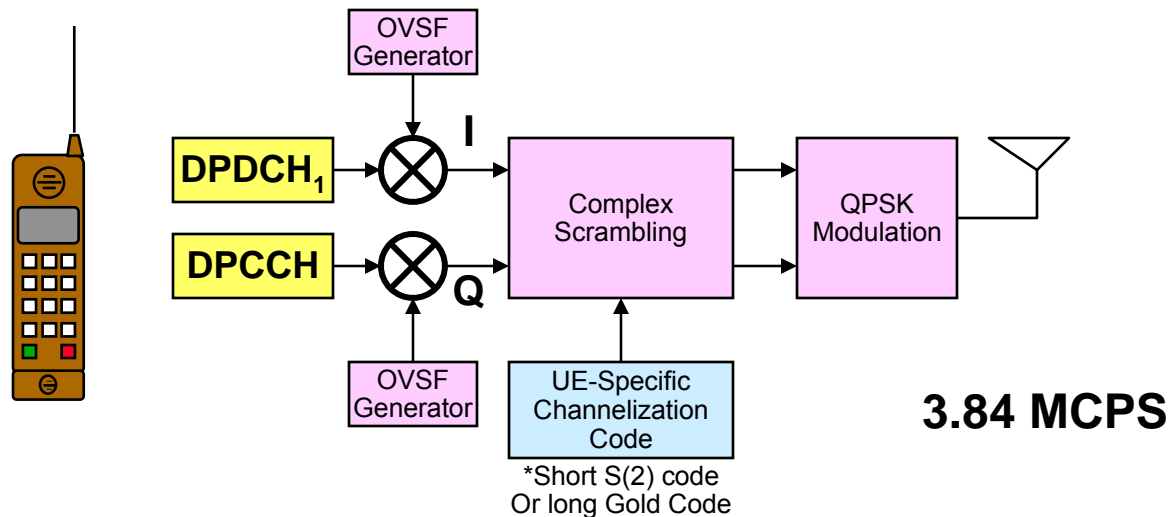 OVSF
Generator
I
DPDCH₁
Complex
Scrambling
QPSK
Modulation
DPCCH
Q
OVSF
Generator
UE-Specific
Channelization
Code
3.84 MCPS
*Short S(2) code
Or long Gold Code